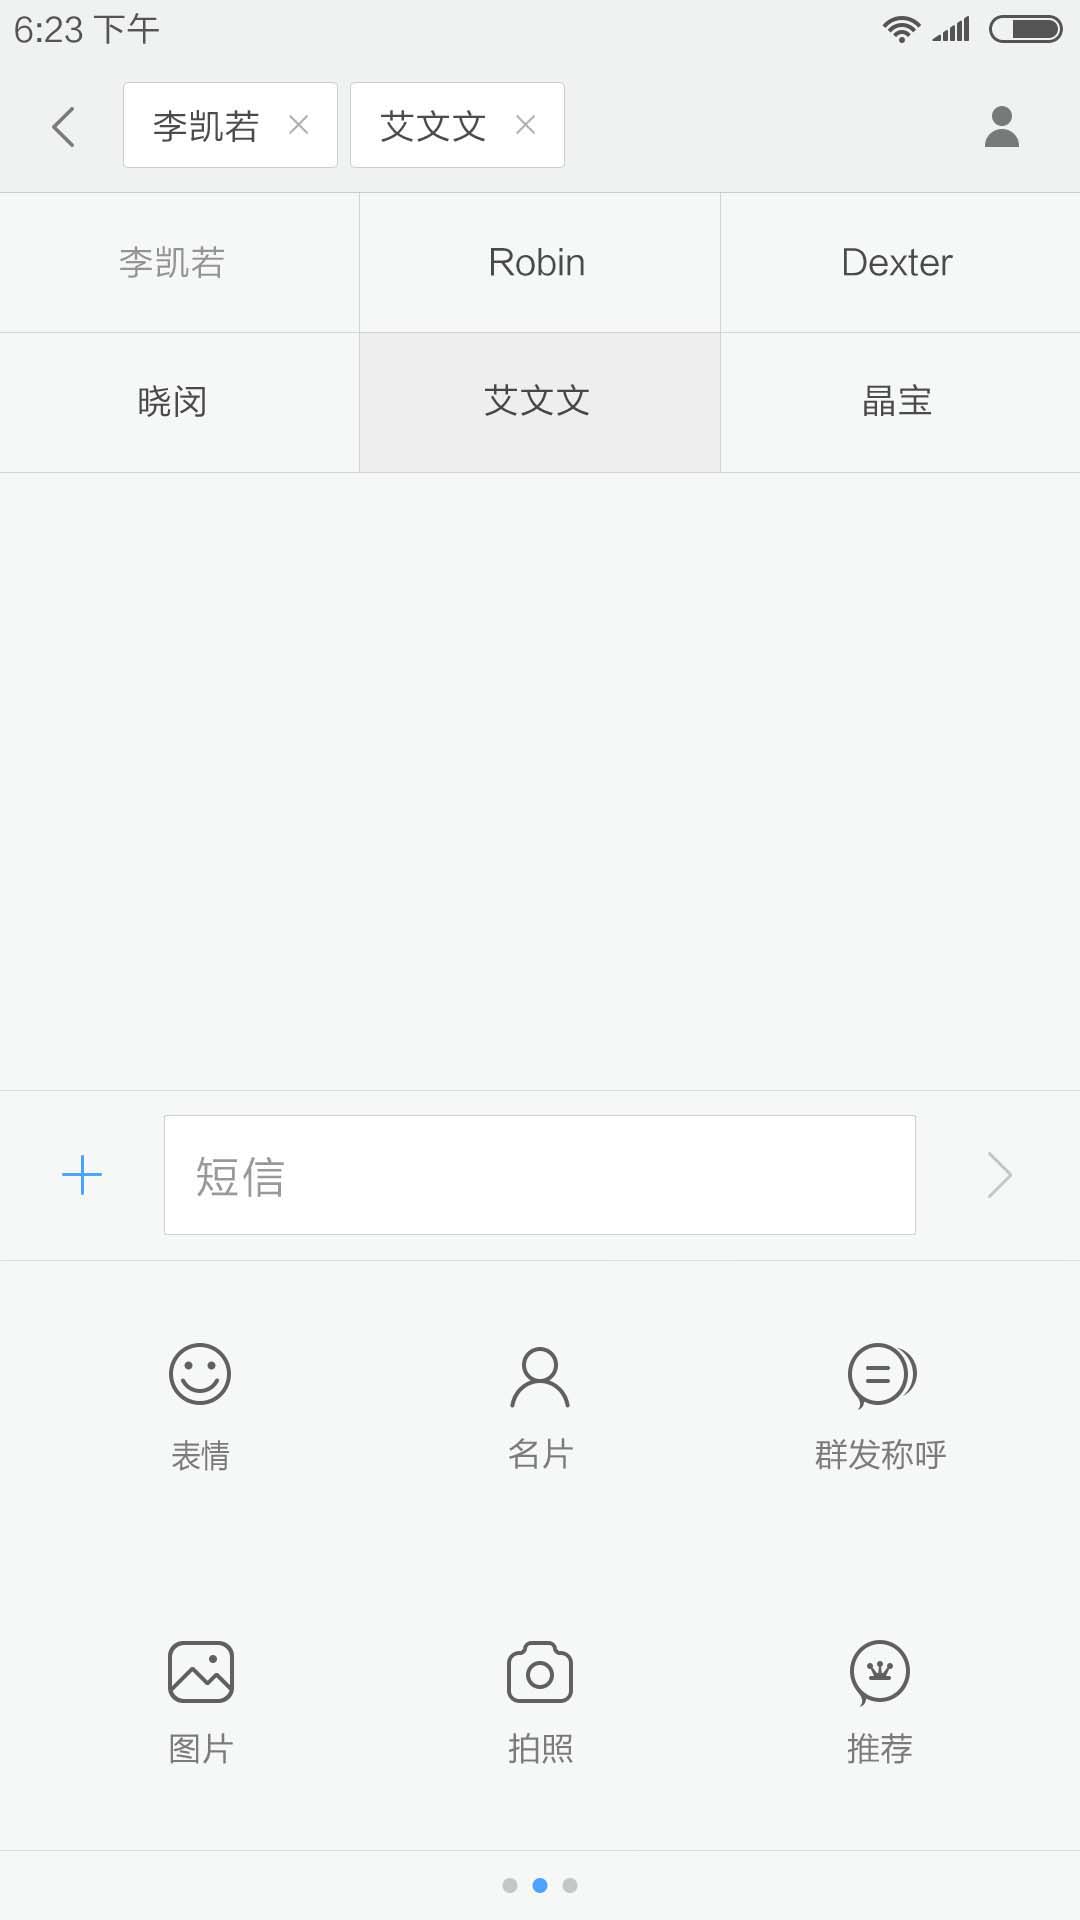 6:23 下午
李凯若 艾文文
李凯若 Robin Dexter
晓闵 艾文文 晶宝
短信
表情 名片 群发称呼
图片 拍照 推荐